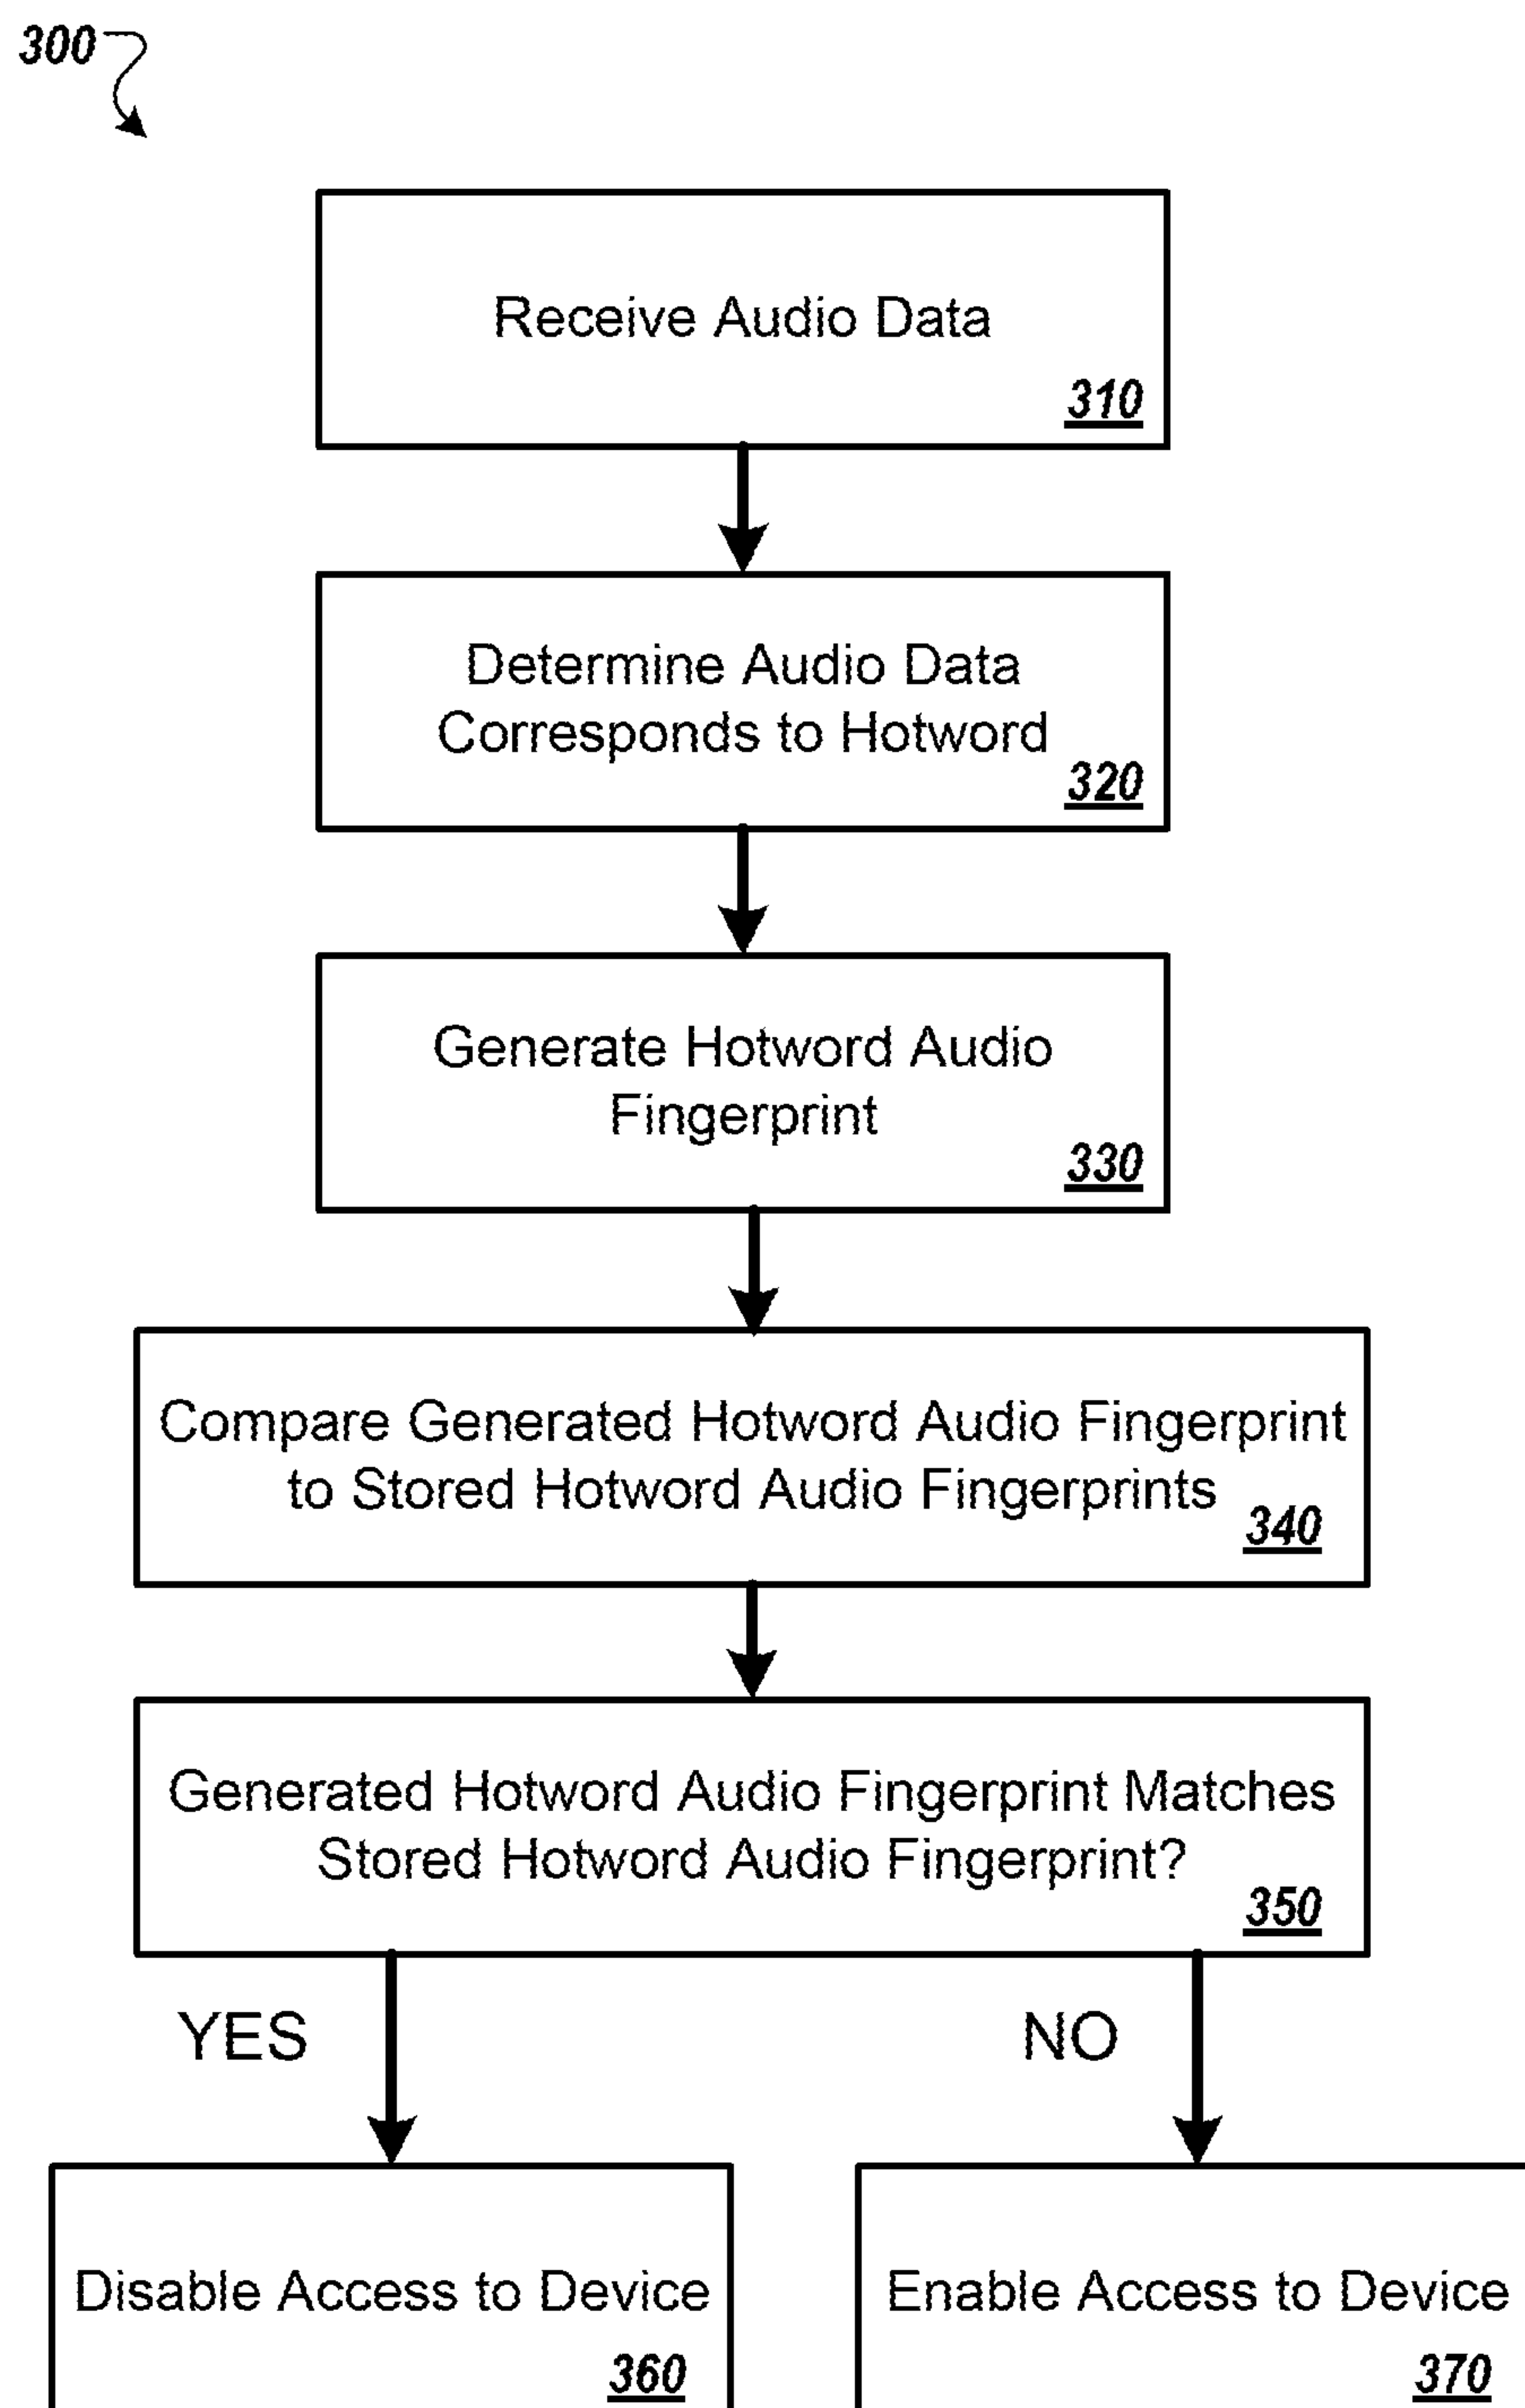 300
Receive Audio Data
310
Determine Audio Data
Corresponds to Hotword
320
Generate Hotword Audio
Fingerprint
330
Compare Generated Hotword Audio Fingerprint
to Stored Hotword Audio Fingerprints
340
Generated Hotword Audio Fingerprint Matches
Stored Hotword Audio Fingerprint?
350
YES
NO
Disable Access to Device
360
Enable Access to Device
370